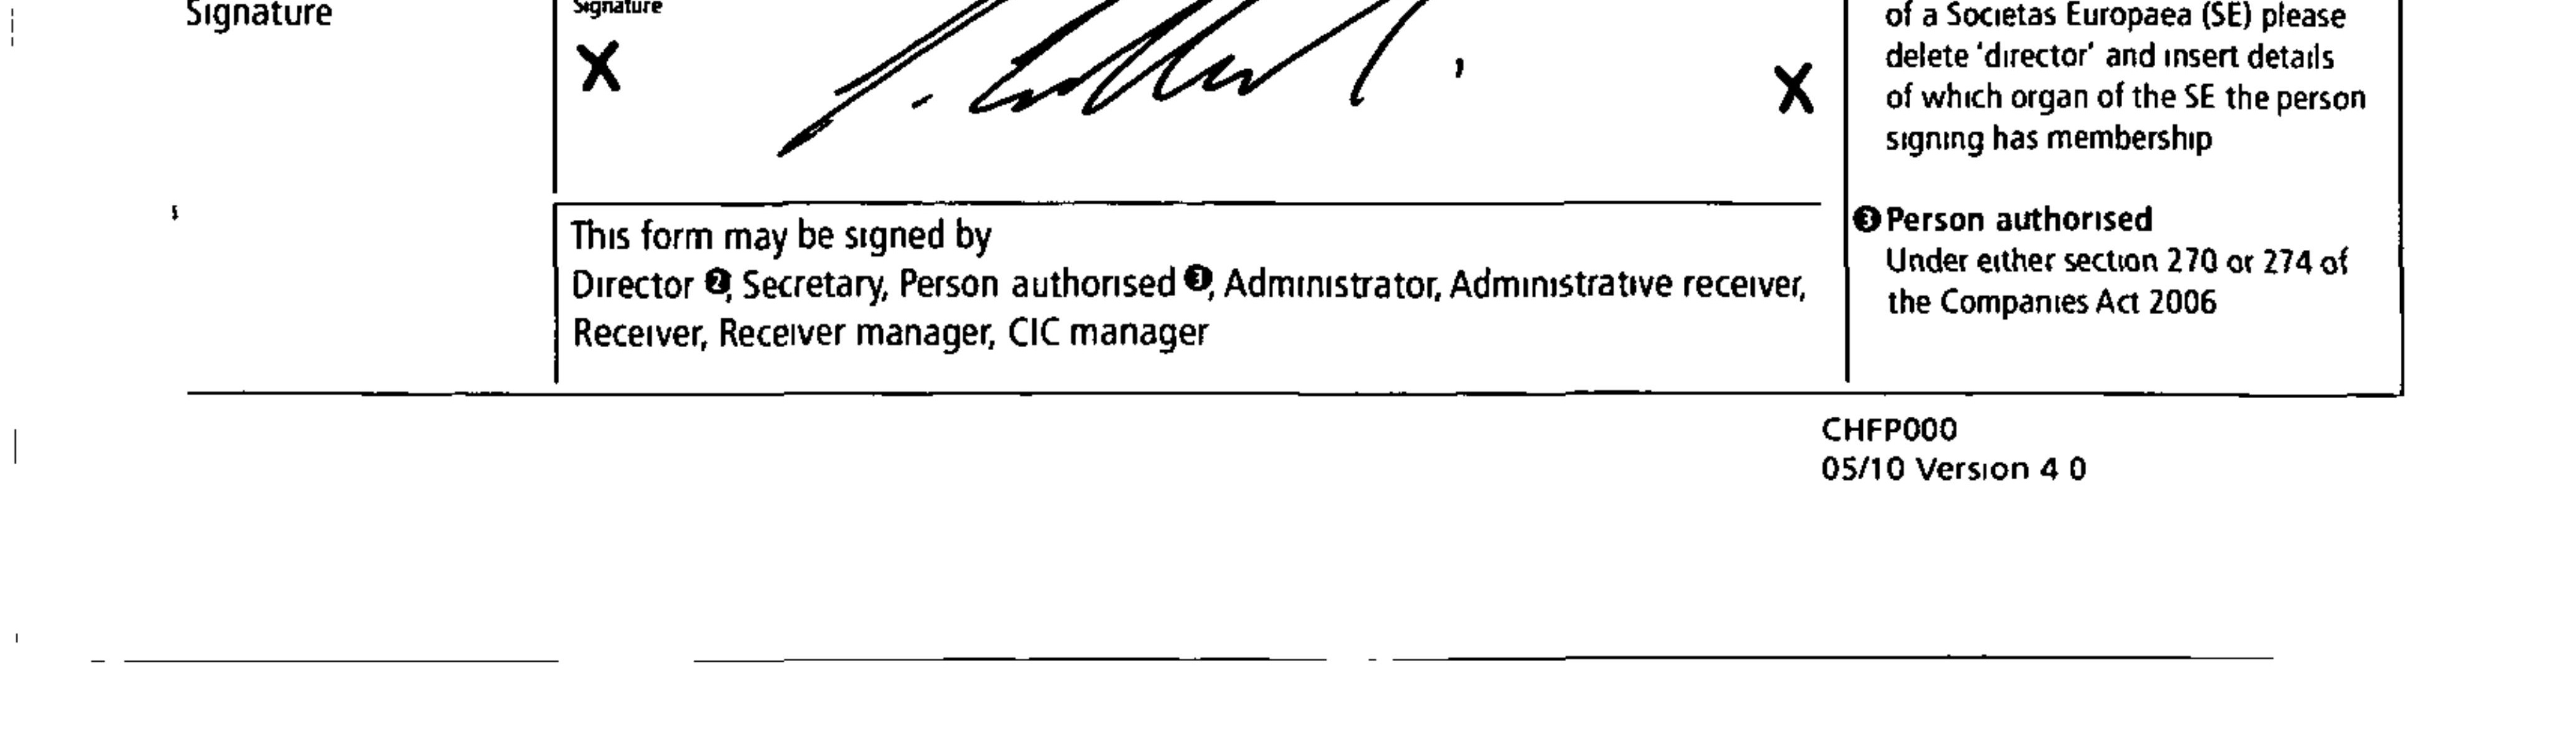 Signature
Signature
X
X
This form may be signed by
Director ❷, Secretary, Person authorised ❸, Administrator, Administrative receiver,
Receiver, Receiver manager, CIC manager
of a Societas Europaea (SE) please
delete 'director' and insert details
of which organ of the SE the person
signing has membership
❸ Person authorised
Under either section 270 or 274 of
the Companies Act 2006
CHFP000
05/10 Version 4 0